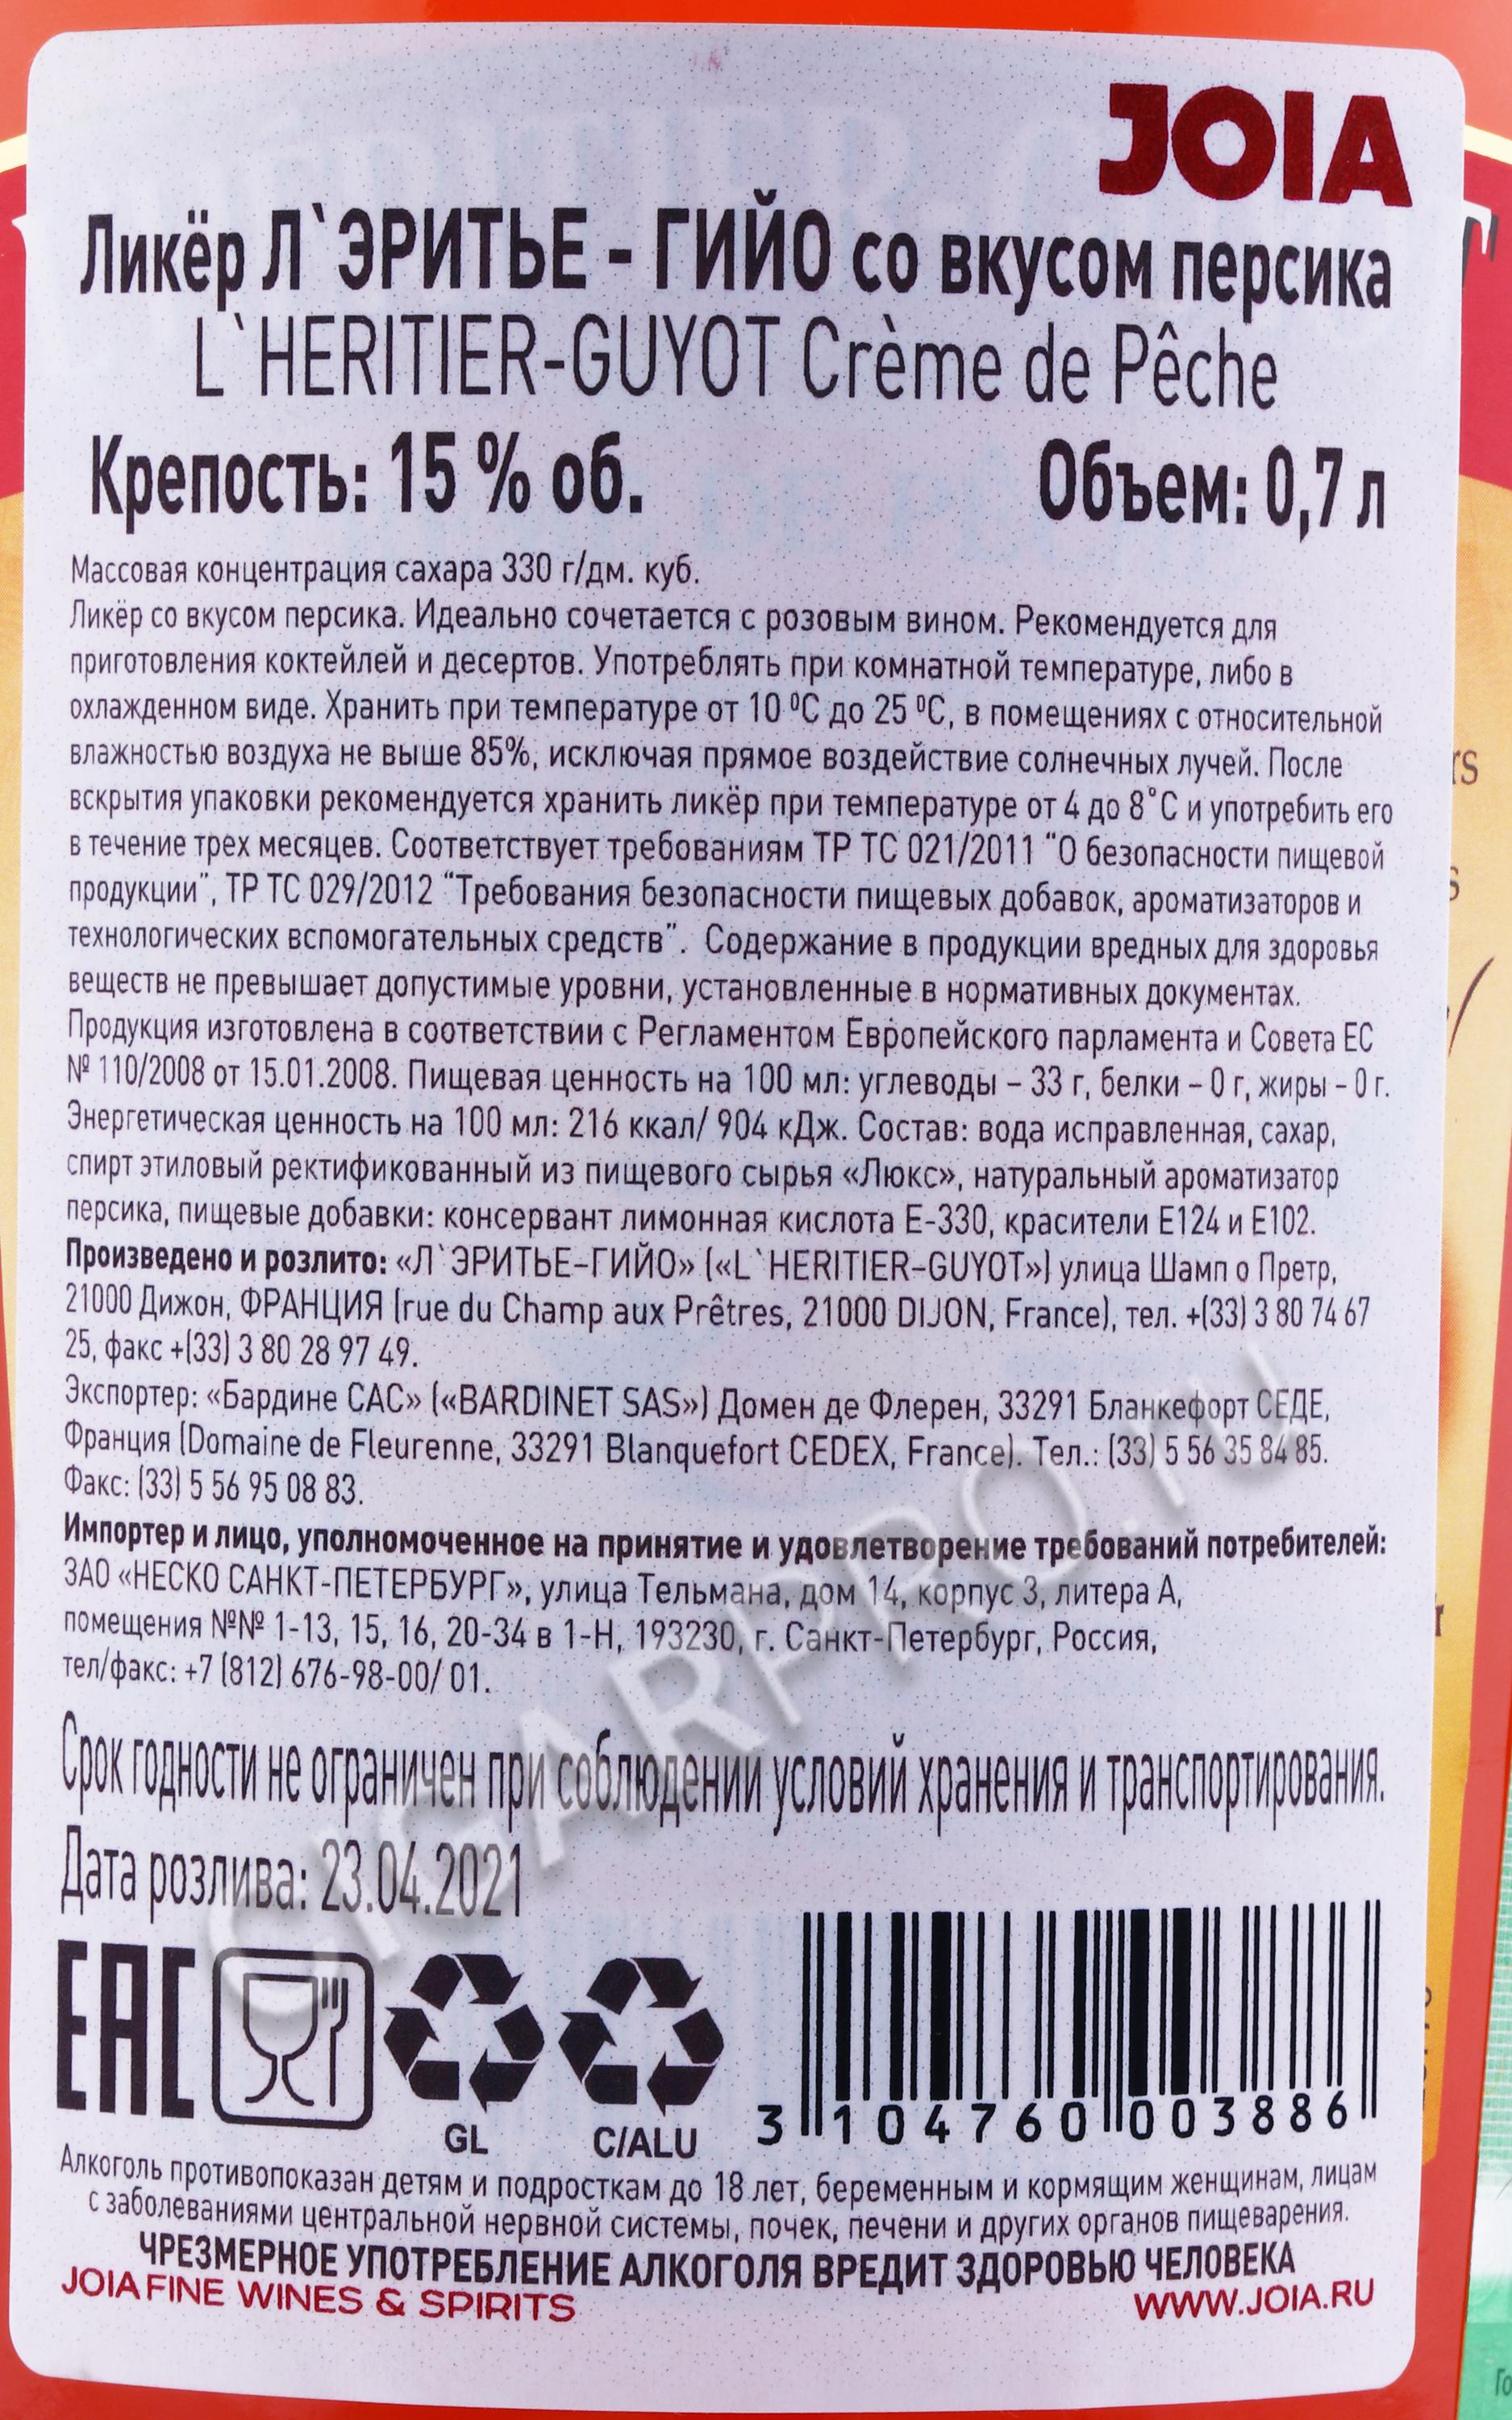 JOIA
Ликёр Л`ЭРИТЬЕ - ГИЙО со вкусом персика
L`HERITIER-GUYOT Crème de Pêche
Крепость: 15 % об. Объем: 0,7 л
Массовая концентрация сахара 330 г/дм. куб.
Ликёр со вкусом персика. Идеально сочетается с розовым вином. Рекомендуется для
приготовления коктейлей и десертов. Употреблять при комнатной температуре, либо в
охлажденном виде. Хранить при температуре от 10 ⁰С до 25 ⁰С, в помещениях с относительной
влажностью воздуха не выше 85%, исключая прямое воздействие солнечных лучей. После
вскрытия упаковки рекомендуется хранить ликёр при температуре от 4 до 8˚С и употребить его
в течение трех месяцев. Соответствует требованиям ТР ТС 021/2011 "О безопасности пищевой
продукции", ТР ТС 029/2012 "Требования безопасности пищевых добавок, ароматизаторов и
технологических вспомогательных средств". Содержание в продукции вредных для здоровья
веществ не превышает допустимые уровни, установленные в нормативных документах.
Продукция изготовлена в соответствии с Регламентом Европейского парламента и Совета ЕС
№ 110/2008 от 15.01.2008. Пищевая ценность на 100 мл: углеводы – 33 г, белки – 0 г, жиры – 0 г.
Энергетическая ценность на 100 мл: 216 ккал/ 904 кДж. Состав: вода исправленная, сахар,
спирт этиловый ректификованный из пищевого сырья «Люкс», натуральный ароматизатор
персика, пищевые добавки: консервант лимонная кислота Е-330, красители Е124 и Е102.
Произведено и розлито: «Л`ЭРИТЬЕ-ГИЙО» («L`HERITIER-GUYOT») улица Шамп о Претр,
21000 Дижон, ФРАНЦИЯ (rue du Champ aux Prêtres, 21000 DIJON, France), тел. +(33) 3 80 74 67
25, факс +(33) 3 80 28 97 49.
Экспортер: «Бардине САС» («BARDINET SAS») Домен де Флерен, 33291 Бланкефорт СЕДЕ,
Франция (Domaine de Fleurenne, 33291 Blanquefort CEDEX, France). Тел.: (33) 5 56 35 84 85.
Факс: (33) 5 56 95 08 83.
Импортер и лицо, уполномоченное на принятие и удовлетворение требований потребителей:
ЗАО «НЕСКО САНКТ-ПЕТЕРБУРГ», улица Тельмана, дом 14, корпус 3, литера А,
помещения №№ 1-13, 15, 16, 20-34 в 1-Н, 193230, г. Санкт-Петербург, Россия,
тел/факс: +7 (812) 676-98-00/ 01.
Срок годности не ограничен при соблюдении условий хранения и транспортирования.
Дата розлива: 23.04.2021
EAC
GL C/ALU
3 104760 003886
Алкоголь противопоказан детям и подросткам до 18 лет, беременным и кормящим женщинам, лицам
с заболеваниями центральной нервной системы, почек, печени и других органов пищеварения.
ЧРЕЗМЕРНОЕ УПОТРЕБЛЕНИЕ АЛКОГОЛЯ ВРЕДИТ ЗДОРОВЬЮ ЧЕЛОВЕКА
JOIA FINE WINES & SPIRITS WWW.JOIA.RU
CIGARPRO.ru